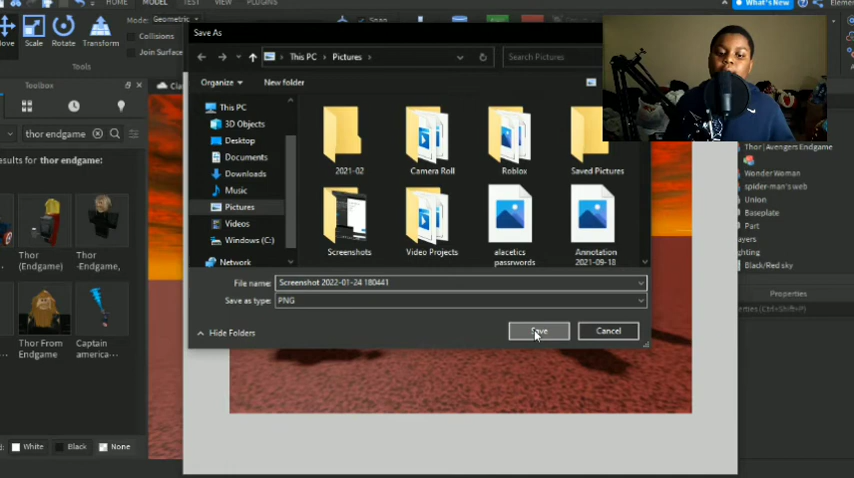 HOME
MODEL
TEST
VIEW
PLUGINS
What's New
Mode: Geometric
Snap
Collisions
Join Surface
Move
Scale
Rotate
Transform
Tools
Toolbox
thor endgame
results for thor endgame:
Thor
(Endgame)
Thor
-Endgame,
Thor From
Endgame
Captain
america-...
White
Black
None
Save As
This PC
Pictures
Search Pictures
Organize
New folder
This PC
3D Objects
Desktop
Documents
Downloads
Music
Pictures
Videos
Windows (C:)
Network
2021-02
Camera Roll
Roblox
Saved Pictures
Screenshots
Video Projects
alacetics
passrwords
Annotation
2021-09-18
File name:
Screenshot 2022-01-24 180441
Save as type:
PNG
Hide Folders
Save
Cancel
Thor | Avengers Endgame
Wonder Woman
spider-man's web
Union
Baseplate
Part
Black/Red sky
Properties
(Ctrl+Shift+P)